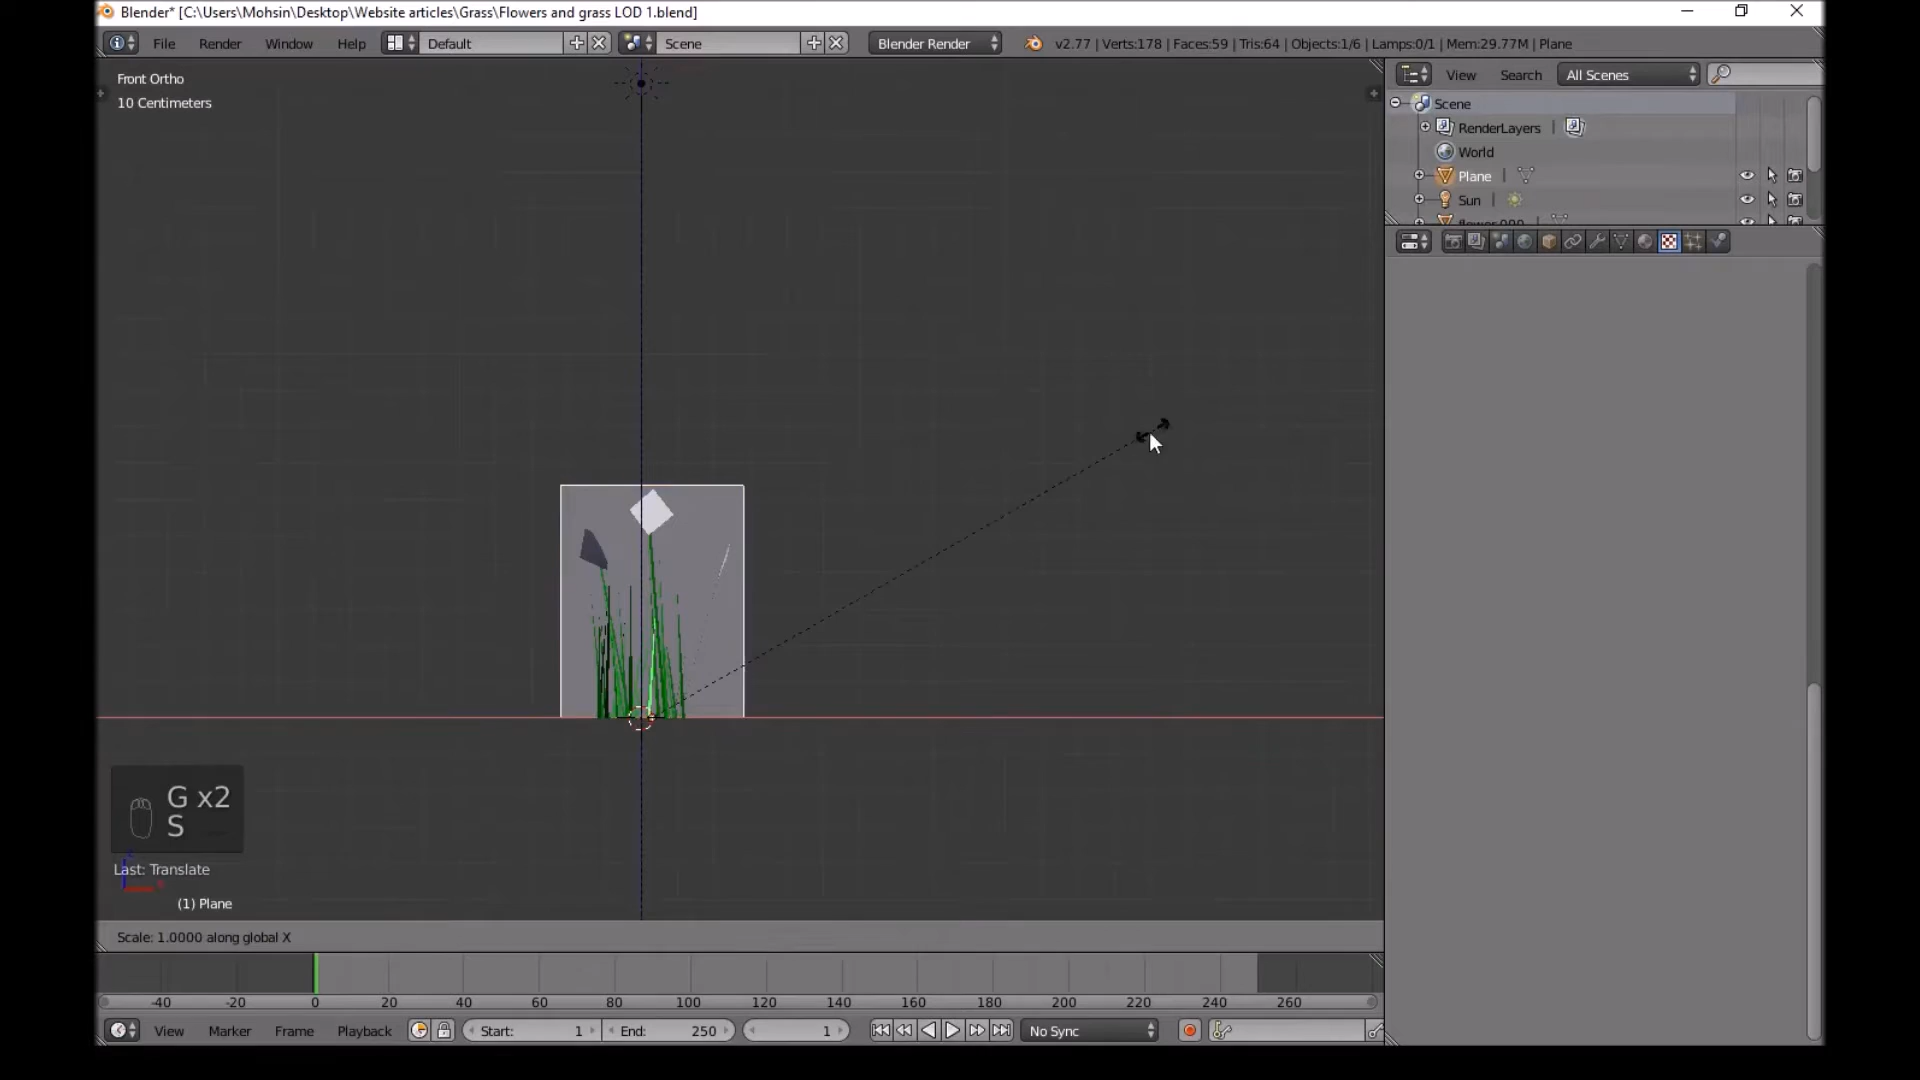 Blender* [C:\Users\Mohsin\Desktop\Website articles\Grass\Flowers and grass LOD 1.blend]
File Render Window Help Default Scene Blender Render v2.77 | Verts:178 | Faces:59 | Tris:64 | Objects:1/6 | Lamps:0/1 | Mem:29.77M | Plane
Front Ortho
10 Centimeters
View Search All Scenes
Scene
RenderLayers
World
Plane
Sun
G x2
S
Last: Translate
(1) Plane
Scale: 1.0000 along global X
-40 -20 0 20 40 60 80 100 120 140 160 180 200 220 240 260
View Marker Frame Playback Start: 1 End: 250 1 No Sync